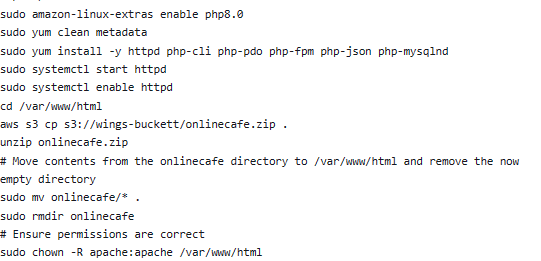 sudo amazon-linux-extras enable php8.0
sudo yum clean metadata
sudo yum install -y httpd php-cli php-pdo php-fpm php-json php-mysqlnd
sudo systemctl start httpd
sudo systemctl enable httpd
cd /var/www/html
aws s3 cp s3://wings-buckett/onlinecafe.zip .
unzip onlinecafe.zip
# Move contents from the onlinecafe directory to /var/www/html and remove the now
empty directory
sudo mv onlinecafe/* .
sudo rmdir onlinecafe
# Ensure permissions are correct
sudo chown -R apache:apache /var/www/html